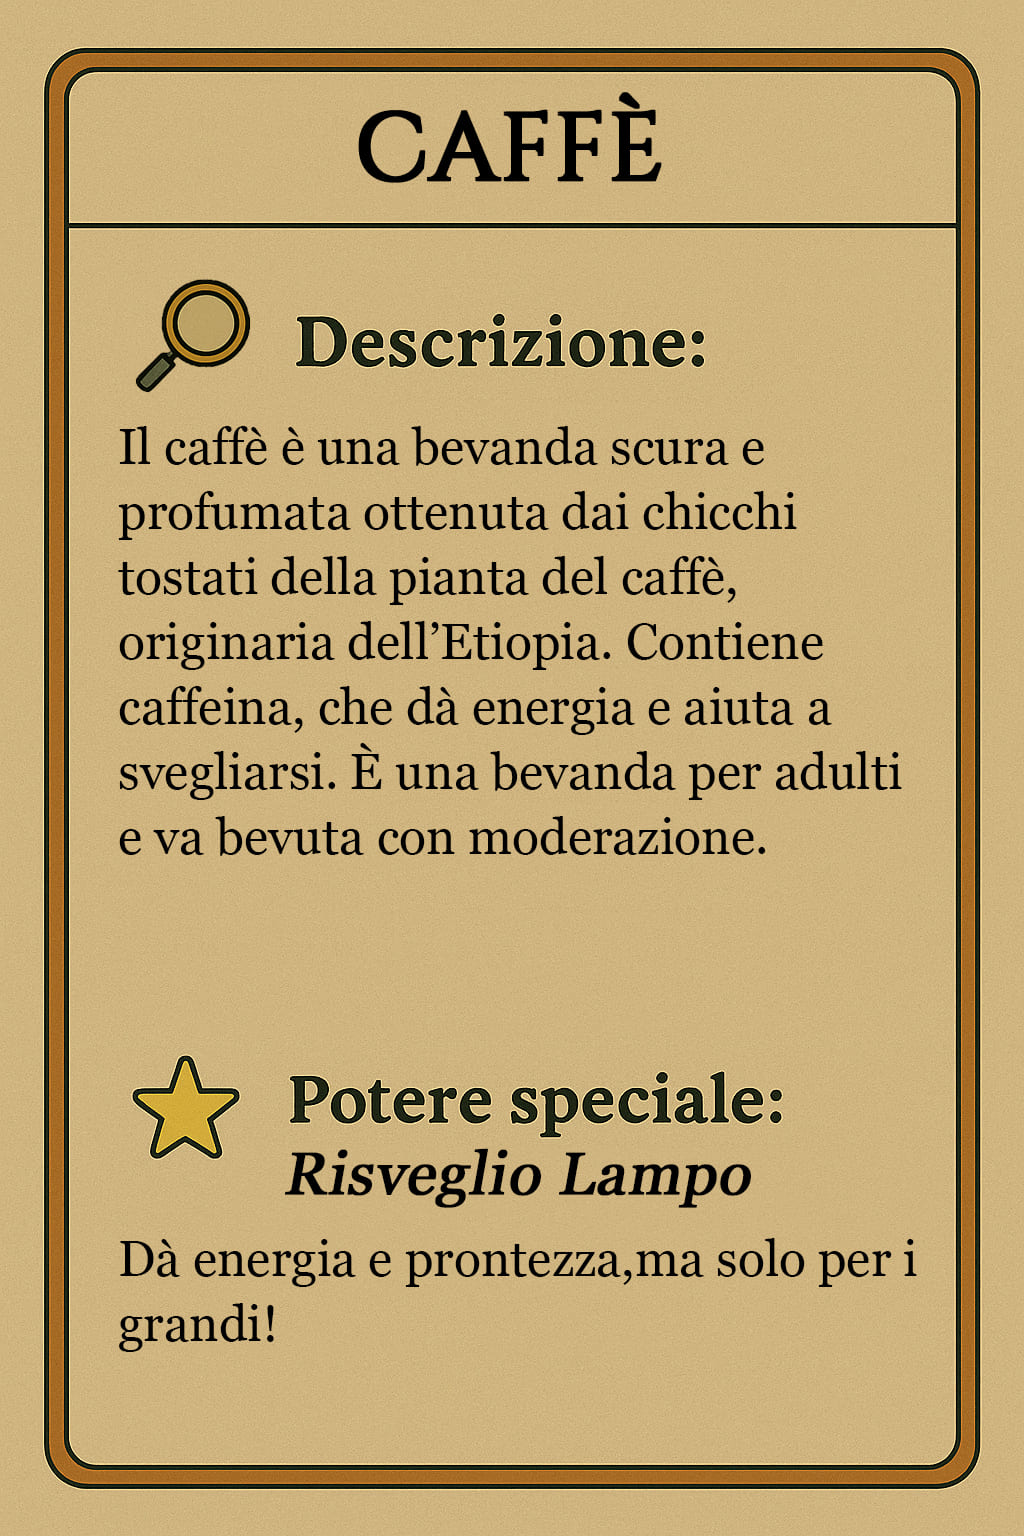 CAFFÈ
Descrizione:
Il caffè è una bevanda scura e
profumata ottenuta dai chicchi
tostati della pianta del caffè,
originaria dell’Etiopia. Contiene
caffeina, che dà energia e aiuta a
svegliarsi. È una bevanda per adulti
e va bevuta con moderazione.
Potere speciale:
Risveglio Lampo
Dà energia e prontezza,ma solo per i
grandi!